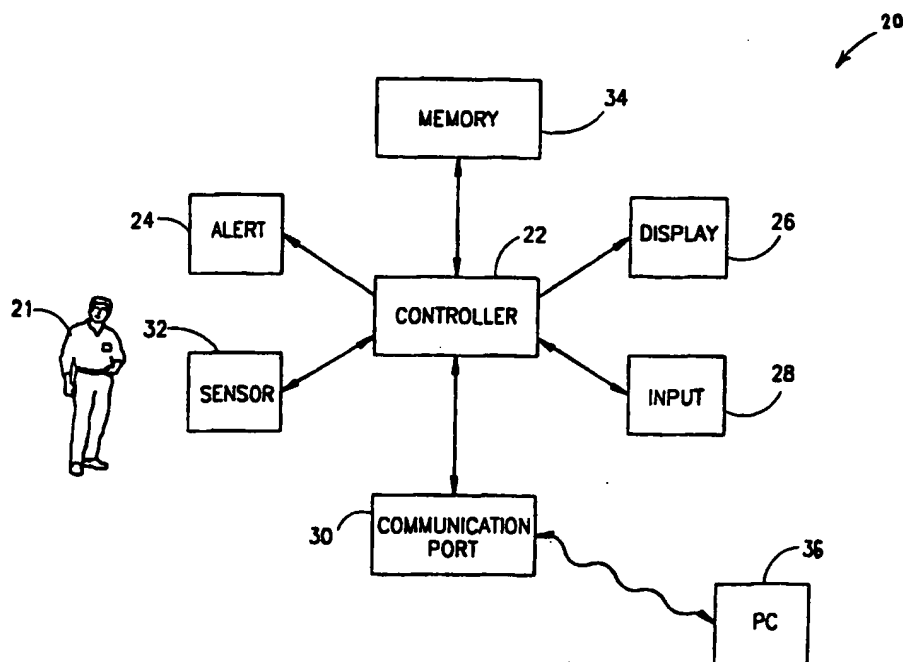 20
MEMORY
34
24
ALERT
22
DISPLAY
26
21
CONTROLLER
32
SENSOR
INPUT
28
30
COMMUNICATION
PORT
36
PC